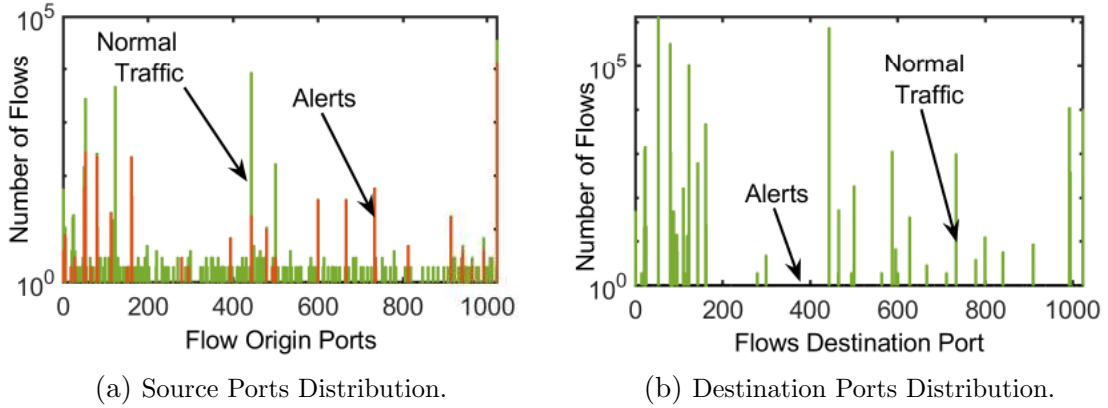 10^5
Normal
Traffic
Alerts
Number of Flows
10^0
0 200 400 600 800 1000
Flow Origin Ports
(a) Source Ports Distribution.
10^5
Normal
Traffic
Alerts
Number of Flows
10^0
0 200 400 600 800 1000
Flows Destination Port
(b) Destination Ports Distribution.